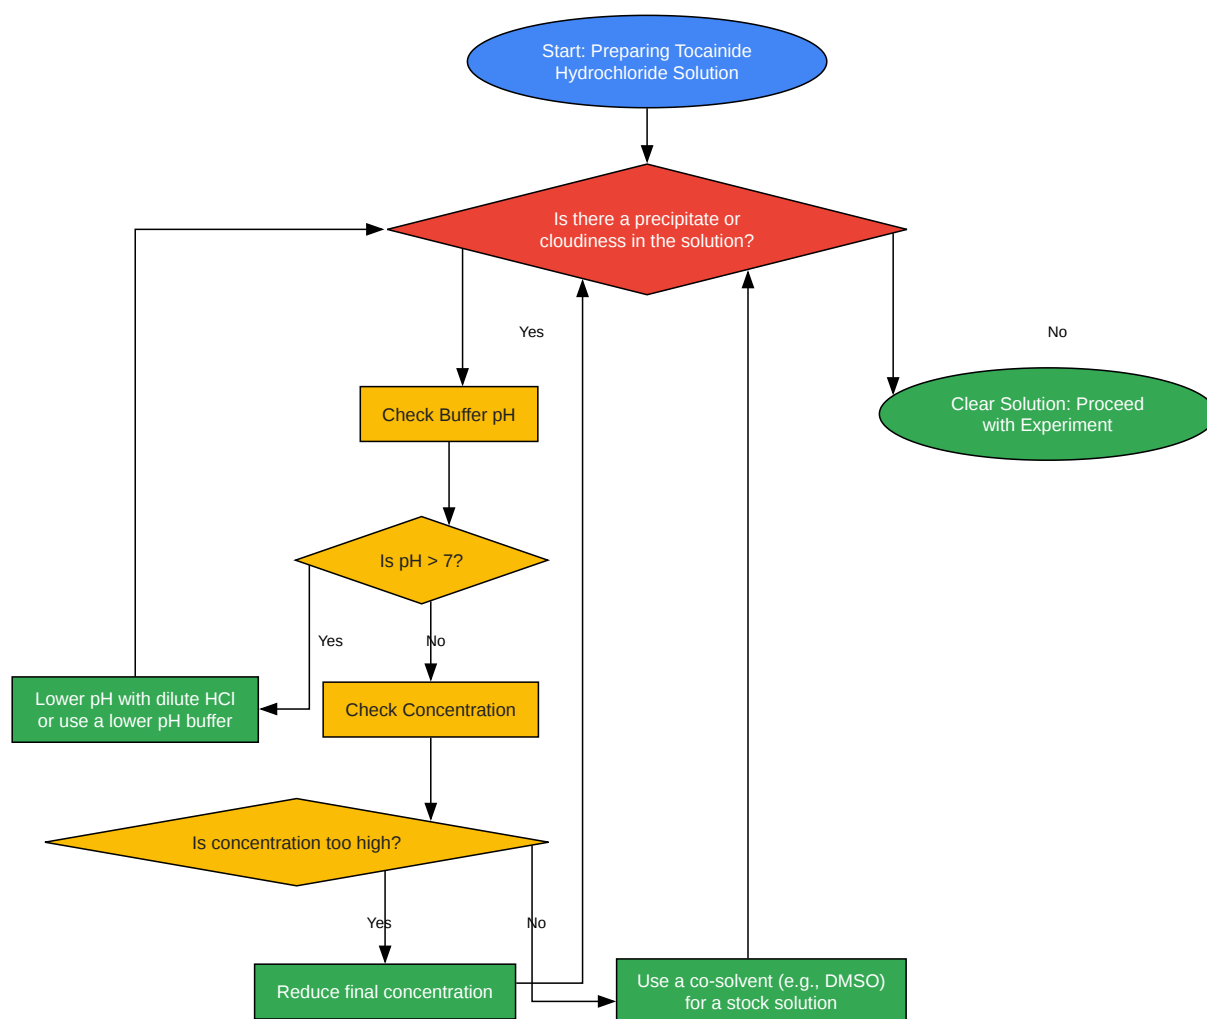 Start: Preparing Tocainide
Hydrochloride Solution
Is there a precipitate or
cloudiness in the solution?
Yes
No
Check Buffer pH
Clear Solution: Proceed
with Experiment
Is pH > 7?
Yes
No
Lower pH with dilute HCl
or use a lower pH buffer
Check Concentration
Is concentration too high?
Yes
No
Reduce final concentration
Use a co-solvent (e.g., DMSO)
for a stock solution